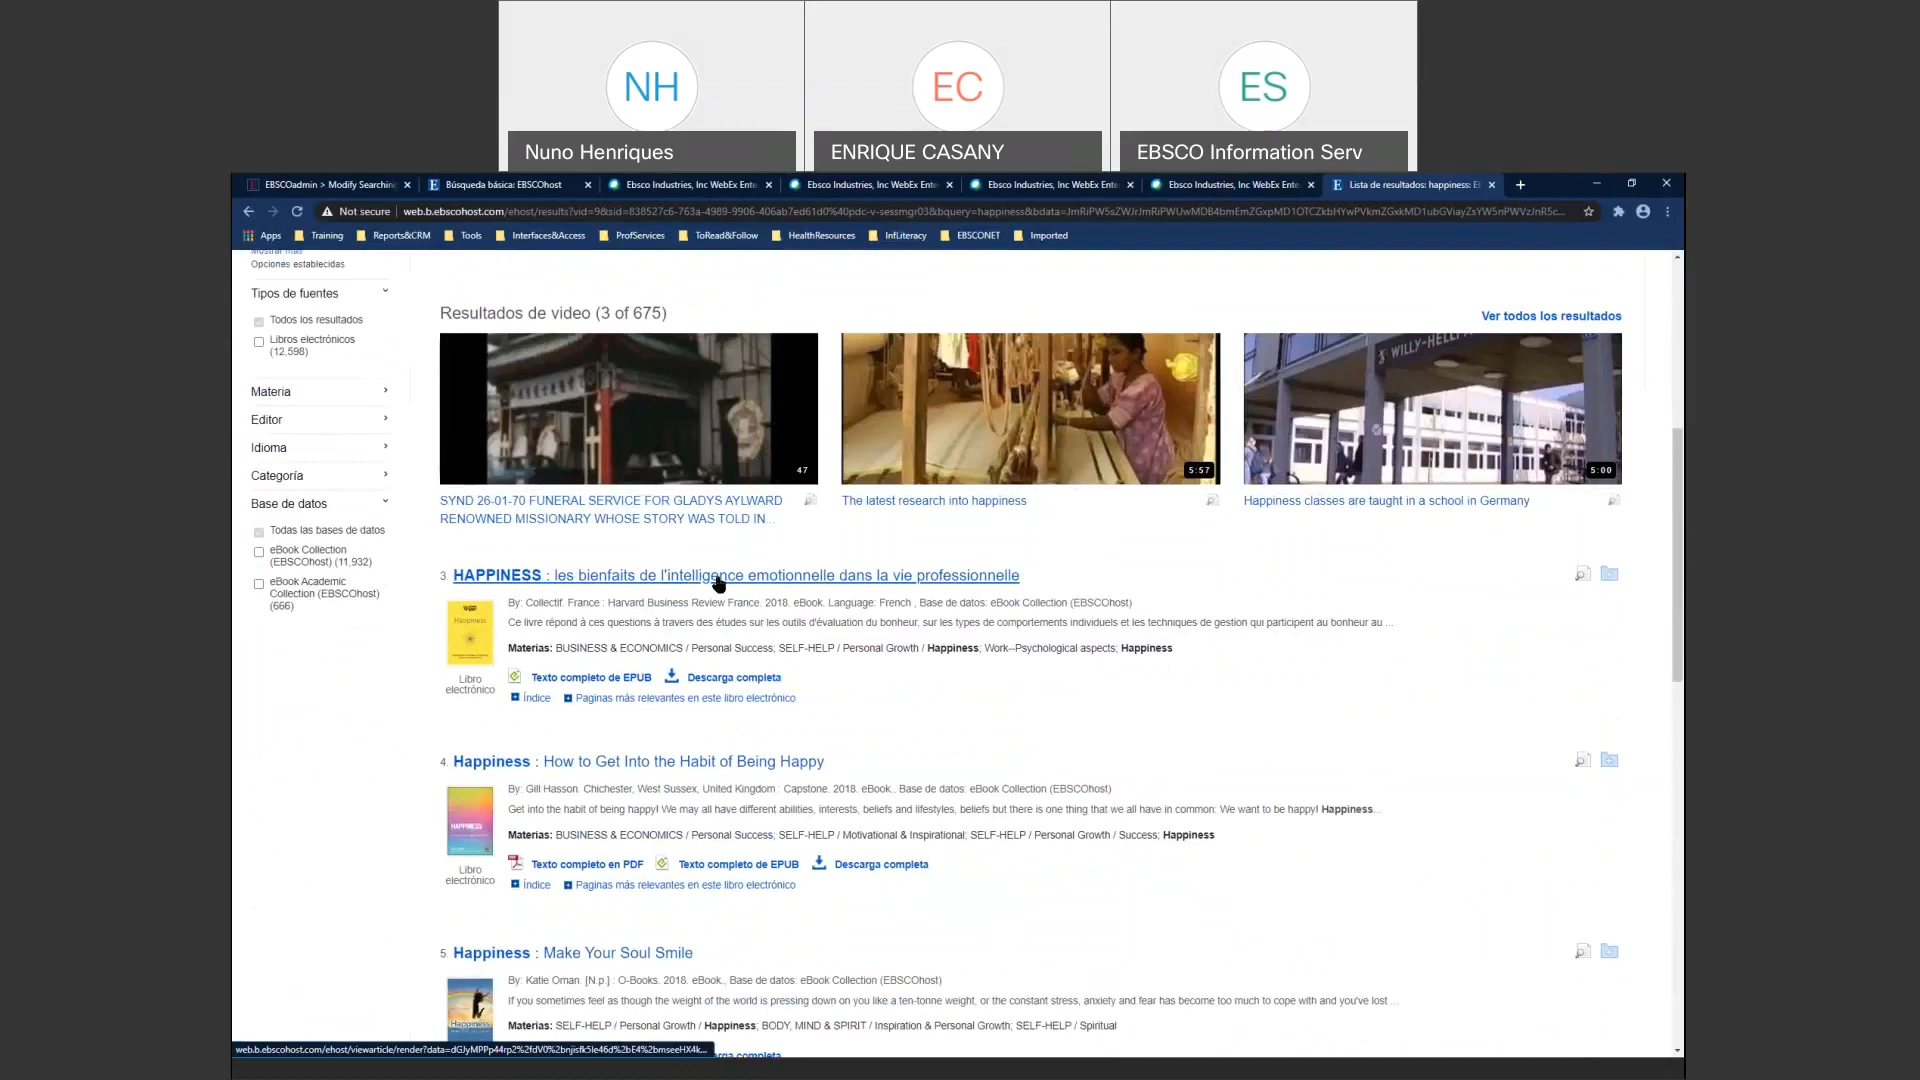 NH
EC
ES
Nuno Henriques
ENRIQUE CASANY
EBSCO Information Serv
EBSCOadmin > Modify Searching
Búsqueda básica: EBSCOhost
Ebsco Industries, Inc WebEx Ente
Ebsco Industries, Inc WebEx Ente
Ebsco Industries, Inc WebEx Ente
Ebsco Industries, Inc WebEx Ente
Lista de resultados: happiness: E
Not secure
Apps
Training
Reports&CRM
Tools
Interfaces&Access
ProfServices
ToRead&Follow
HealthResources
InfLiteracy
EBSCONET
Imported
Mostrar más
Opciones establecidas
Tipos de fuentes
Todos los resultados
Libros electrónicos
(12,598)
Materia
Editor
Idioma
Categoría
Base de datos
Todas las bases de datos
eBook Collection
(EBSCOhost) (11,932)
eBook Academic
Collection (EBSCOhost)
(666)
Resultados de video (3 of 675)
Ver todos los resultados
47
5:57
WILLY-HELL
5:00
SYND 26-01-70 FUNERAL SERVICE FOR GLADYS AYLWARD
RENOWNED MISSIONARY WHOSE STORY WAS TOLD IN...
The latest research into happiness
Happiness classes are taught in a school in Germany
3. HAPPINESS : les bienfaits de l'intelligence emotionnelle dans la vie professionnelle
By: Collectif. France : Harvard Business Review France. 2018. eBook. Language: French , Base de datos: eBook Collection (EBSCOhost)
Ce livre répond à ces questions à travers des études sur les outils d'évaluation du bonheur, sur les types de comportements individuels et les techniques de gestion qui participent au bonheur au ...
Materias: BUSINESS & ECONOMICS / Personal Success; SELF-HELP / Personal Growth / Happiness; Work--Psychological aspects; Happiness
Happiness
Libro
electrónico
Texto completo de EPUB
Descarga completa
Índice
Paginas más relevantes en este libro electrónico
4. Happiness : How to Get Into the Habit of Being Happy
By: Gill Hasson. Chichester, West Sussex, United Kingdom : Capstone. 2018. eBook., Base de datos: eBook Collection (EBSCOhost)
Get into the habit of being happy! We may all have different abilities, interests, beliefs and lifestyles, beliefs but there is one thing that we all have in common: We want to be happy! Happiness...
Materias: BUSINESS & ECONOMICS / Personal Success; SELF-HELP / Motivational & Inspirational; SELF-HELP / Personal Growth / Success; Happiness
HAPPINESS
Libro
electrónico
Texto completo en PDF
Texto completo de EPUB
Descarga completa
Índice
Paginas más relevantes en este libro electrónico
5. Happiness : Make Your Soul Smile
By: Katie Oman. [N.p.] : O-Books. 2018. eBook., Base de datos: eBook Collection (EBSCOhost)
If you sometimes feel as though the weight of the world is pressing down on you like a ten-tonne weight, or the constant stress, anxiety and fear has become too much to cope with and you've lost ...
Materias: SELF-HELP / Personal Growth / Happiness; BODY, MIND & SPIRIT / Inspiration & Personal Growth; SELF-HELP / Spiritual
Happiness